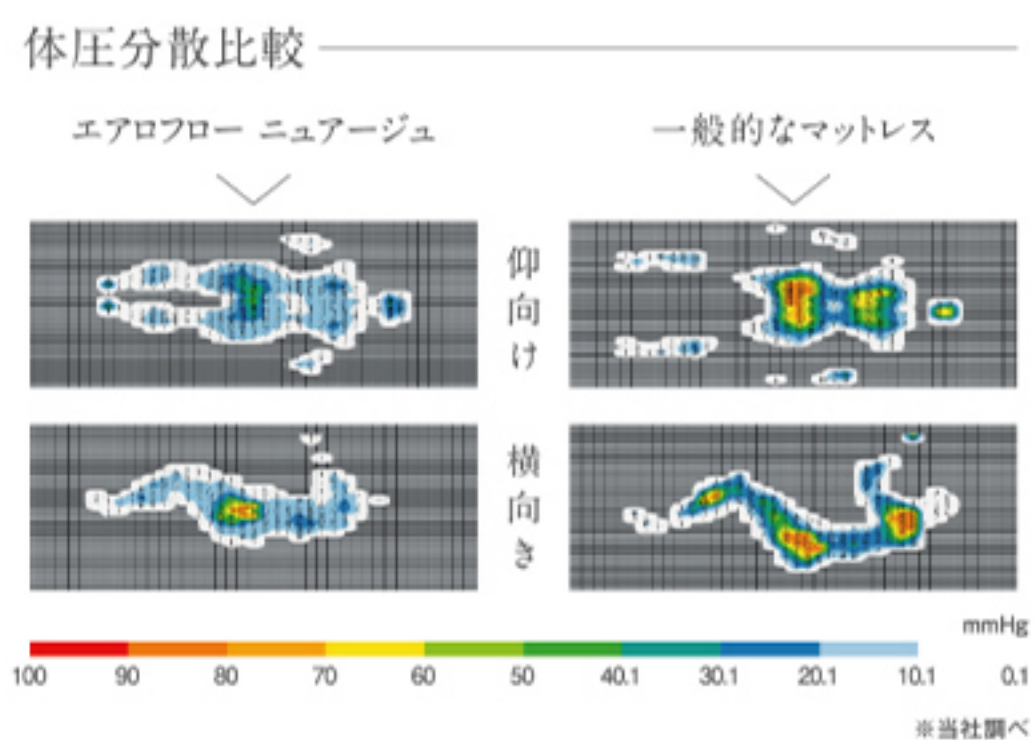 体圧分散比較
エアロフロー ニュアージュ
一般的なマットレス
仰向け
横向き
mmHg
100 90 80 70 60 50 40.1 30.1 20.1 10.1 0.1
※当社調べ